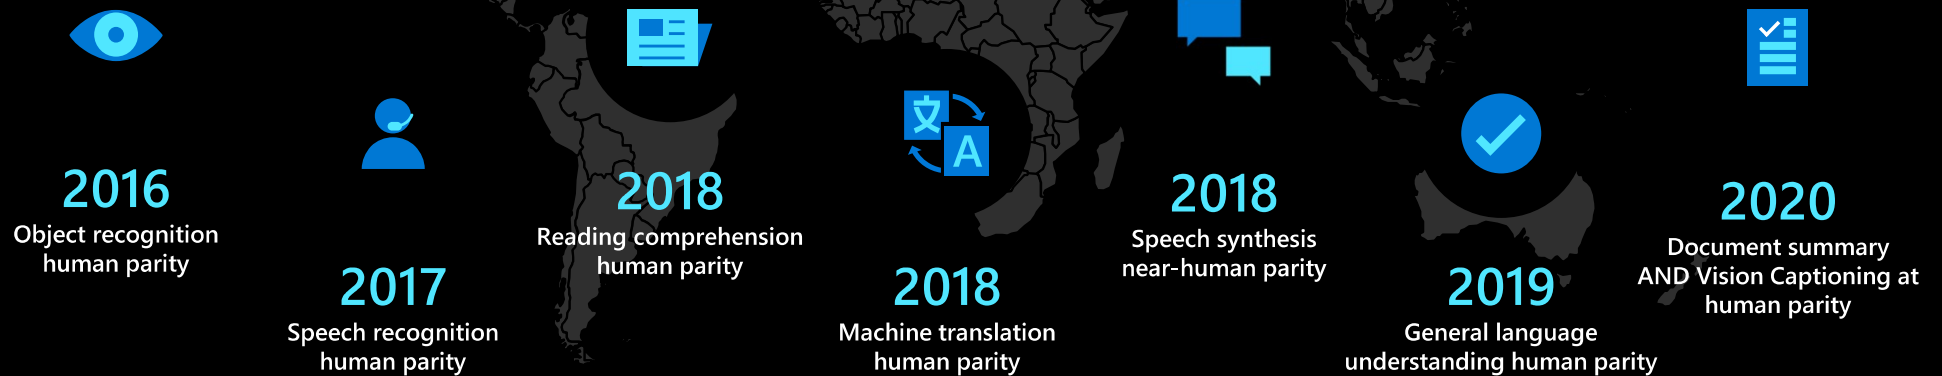 2016
Object recognition
human parity
2017
Speech recognition
human parity
2018
Reading comprehension
human parity
文
A
2018
Machine translation
human parity
2018
Speech synthesis
near-human parity
2019
General language
understanding human parity
2020
Document summary
AND Vision Captioning at
human parity